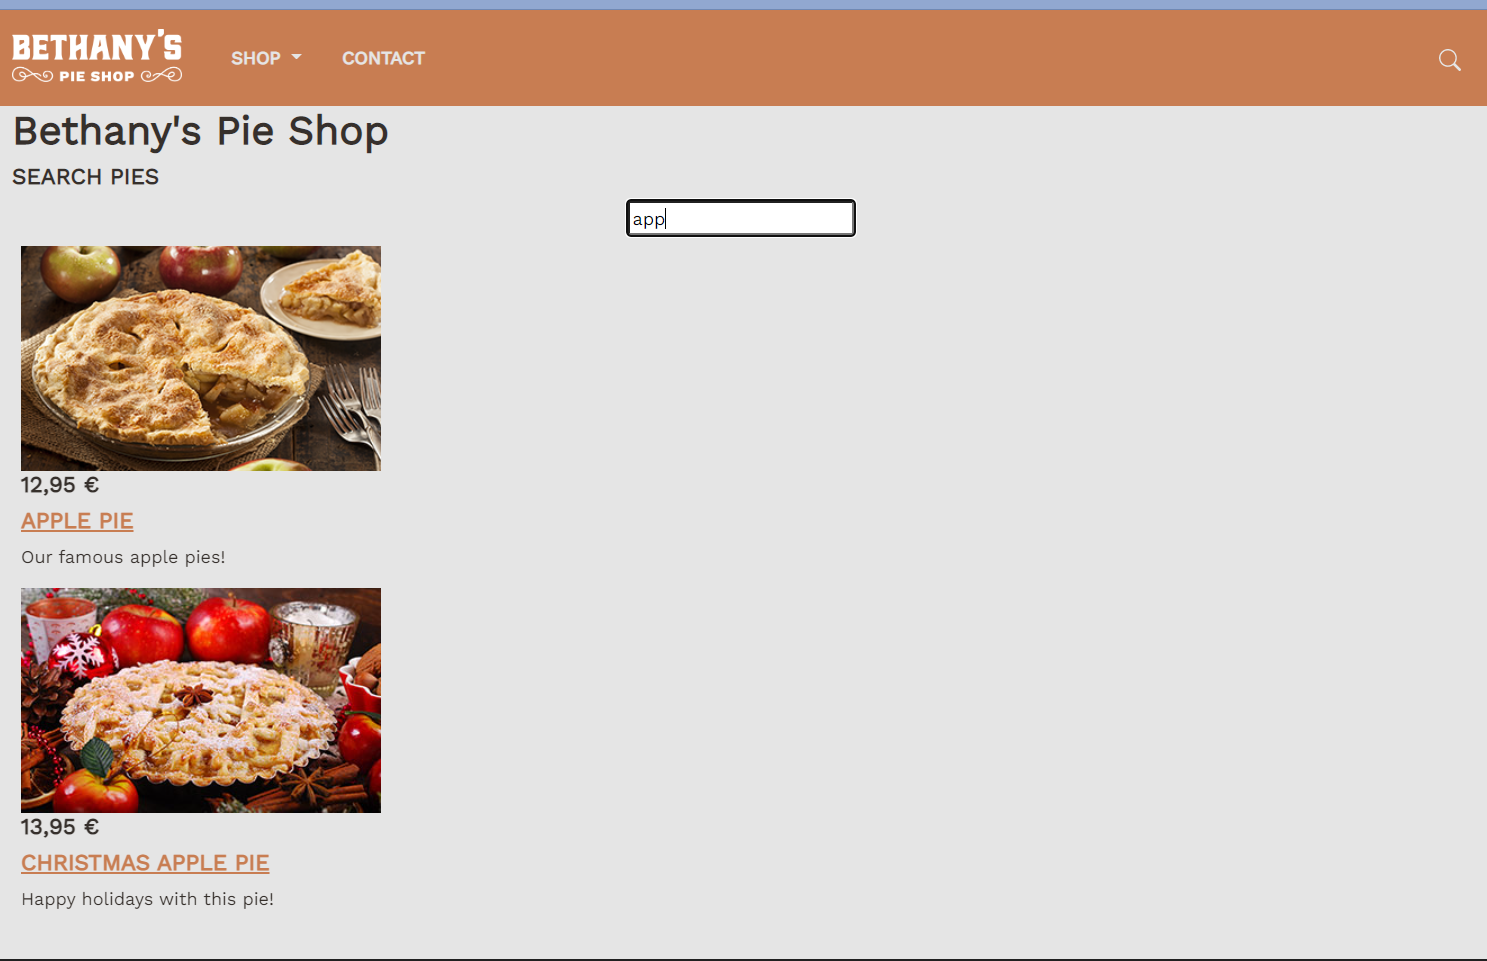 BETHANY'S
PIE SHOP
SHOP
CONTACT
Bethany's Pie Shop
SEARCH PIES
app
12,95 €
APPLE PIE
Our famous apple pies!
13,95 €
CHRISTMAS APPLE PIE
Happy holidays with this pie!